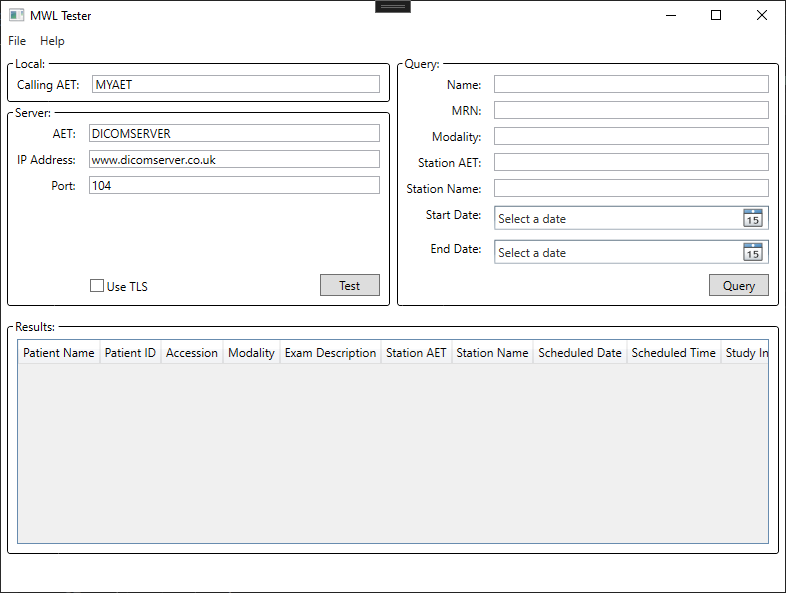 MWL Tester
File Help
Local:
Calling AET: MYAET
Server:
AET: DICOMSERVER
IP Address: www.dicomserver.co.uk
Port: 104
Use TLS
Test
Query:
Name:
MRN:
Modality:
Station AET:
Station Name:
Start Date: Select a date 15
End Date: Select a date 15
Query
Results:
Patient Name Patient ID Accession Modality Exam Description Station AET Station Name Scheduled Date Scheduled Time Study In